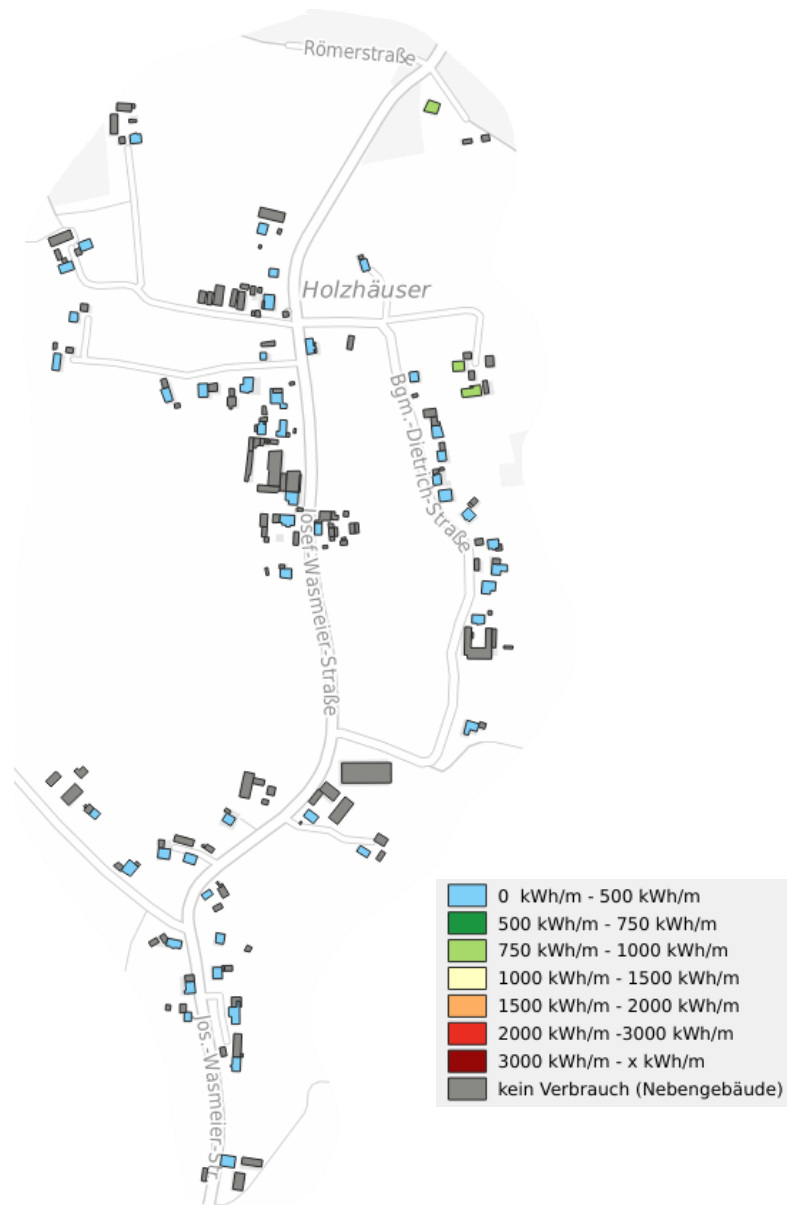 Römerstraße
Holzhäuser
Bgm.-Dietrich-Straße
Josef-Wasmeier-Straße
Jos.-Wasmeier-Str.
0 kWh/m - 500 kWh/m
500 kWh/m - 750 kWh/m
750 kWh/m - 1000 kWh/m
1000 kWh/m - 1500 kWh/m
1500 kWh/m - 2000 kWh/m
2000 kWh/m -3000 kWh/m
3000 kWh/m - x kWh/m
kein Verbrauch (Nebengebäude)